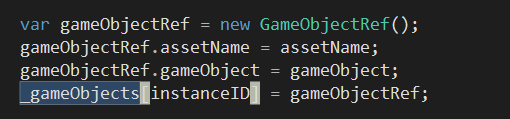 var gameObjectRef = new GameObjectRef();
gameObjectRef.assetName = assetName;
gameObjectRef.gameObject = gameObject;
_gameObjects[instanceID] = gameObjectRef;